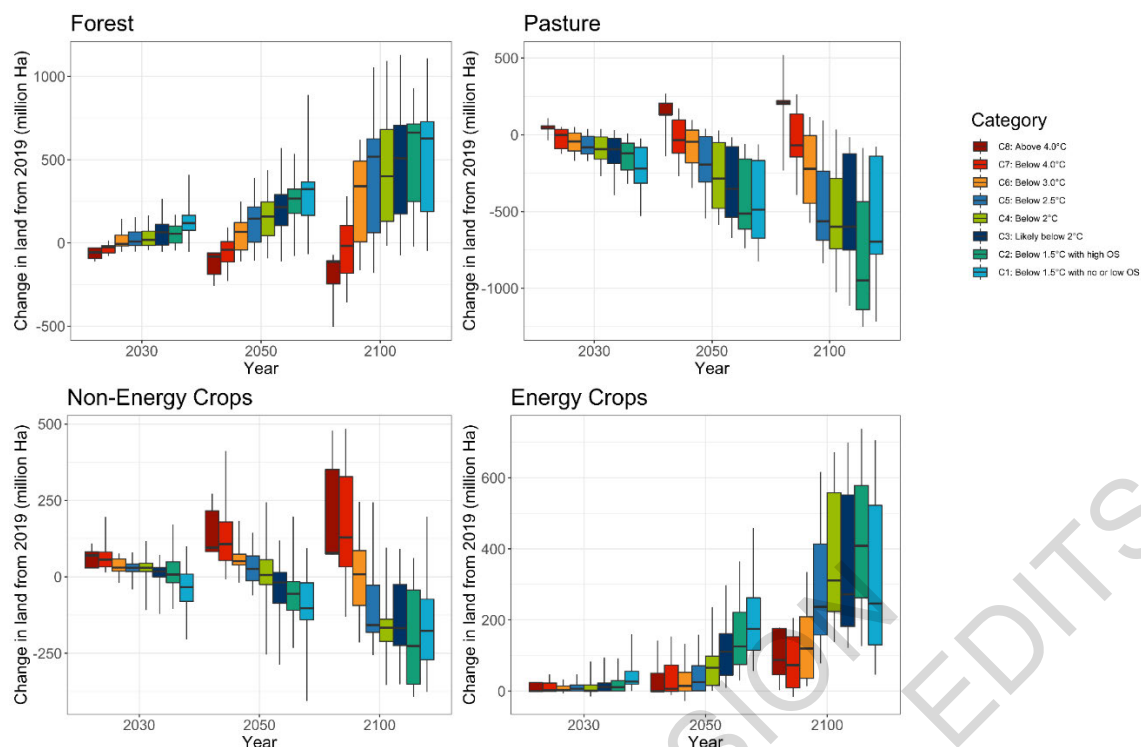 Forest
Change in land from 2019 (million Ha)
1000
500
0
-500
2030
2050
2100
Year
Pasture
Change in land from 2019 (million Ha)
500
0
-500
-1000
2030
2050
2100
Year
Category
C8: Above 4.0°C
C7: Below 4.0°C
C6: Below 3.0°C
C5: Below 2.5°C
C4: Below 2°C
C3: Likely below 2°C
C2: Below 1.5°C with high OS
C1: Below 1.5°C with no or low OS
Non-Energy Crops
Change in land from 2019 (million Ha)
500
250
0
-250
2030
2050
2100
Year
Energy Crops
Change in land from 2019 (million Ha)
600
400
200
0
2030
2050
2100
Year
SION
EDITS